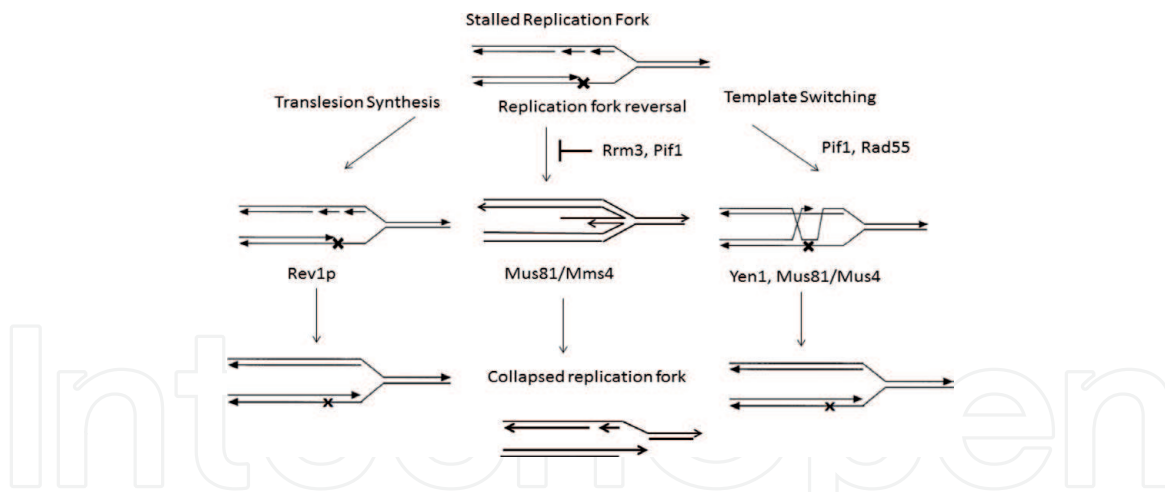 Stalled Replication Fork
Translesion Synthesis
Replication fork reversal
Template Switching
Rrm3, Pif1
Pif1, Rad55
Rev1p
Mus81/Mms4
Yen1, Mus81/Mus4
Collapsed replication fork
IntechOpen